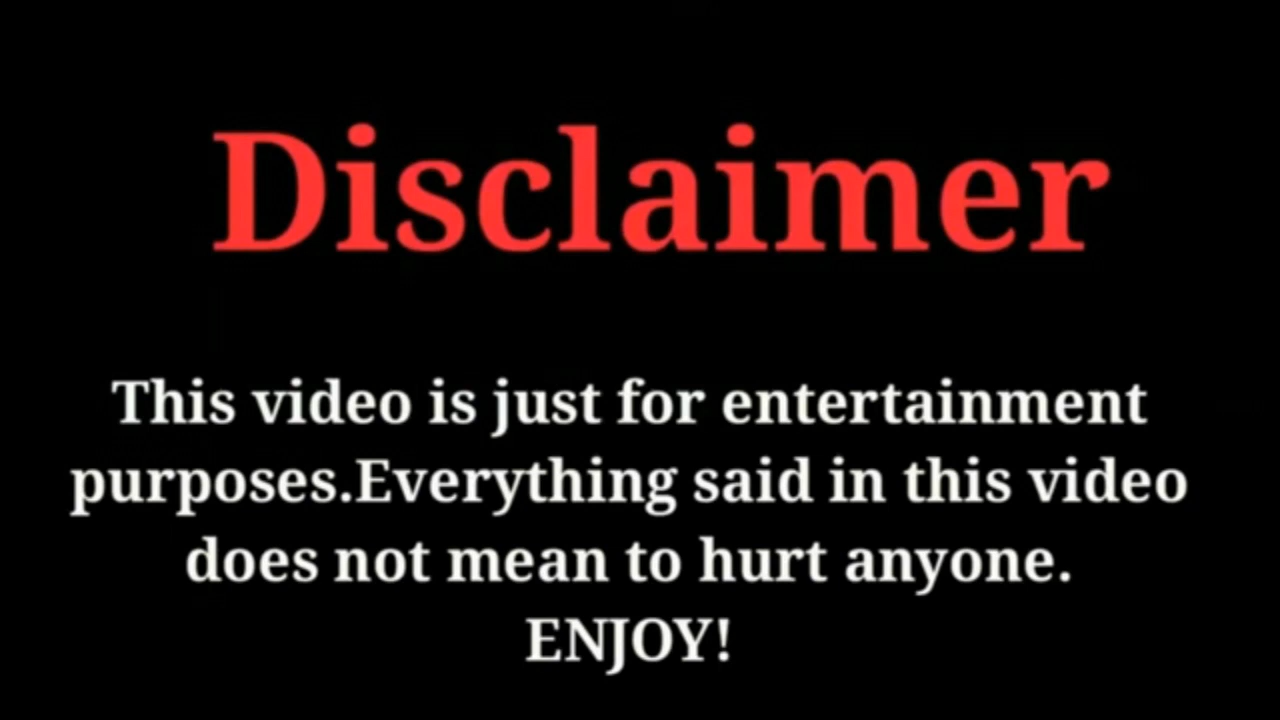 Disclaimer
This video is just for entertainment
purposes.Everything said in this video
does not mean to hurt anyone.
ENJOY!